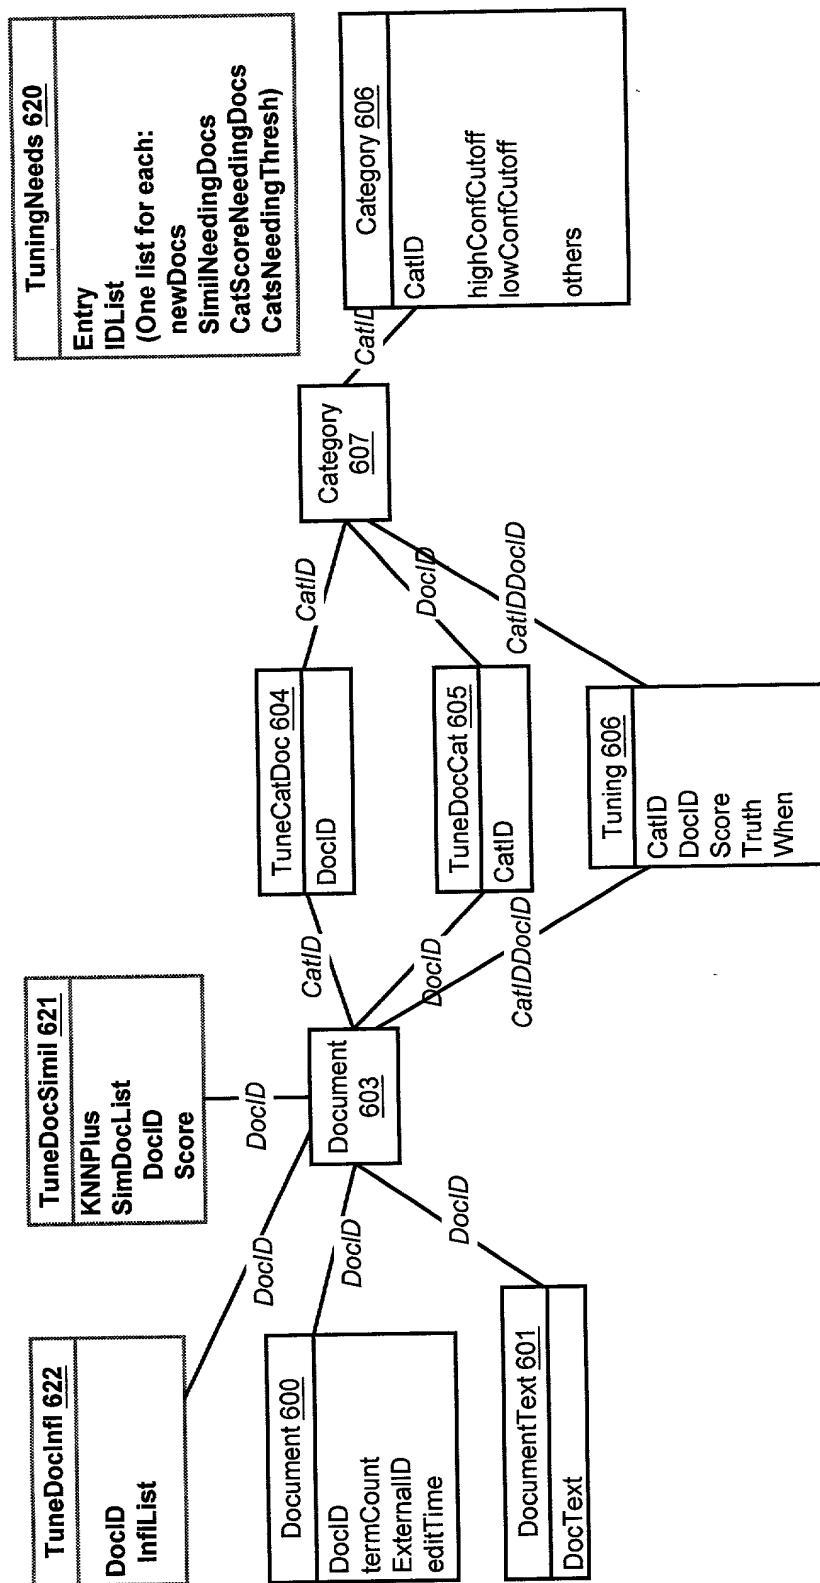 TuneDocInfl 622
DocID
InflList
TuneDocSimil 621
KNNPlus
SimDocList
DocID
Score
TuningNeeds 620
Entry
IDList
(One list for each:
newDocs
SimilNeedingDocs
CatScoreNeedingDocs
CatsNeedingThresh)
DocID
DocID
Document 600
DocID
termCount
ExternalID
editTime
DocID
Document
603
CatID
TuneCatDoc 604
DocID
CatID
Category
607
CatID
Category 606
CatID
highConfCutoff
lowConfCutoff
others
DocumentText 601
DocText
DocID
DocID
TuneDocCat 605
CatID
DocID
CatIDDocID
Tuning 606
CatID
DocID
Score
Truth
When
CatIDDocID